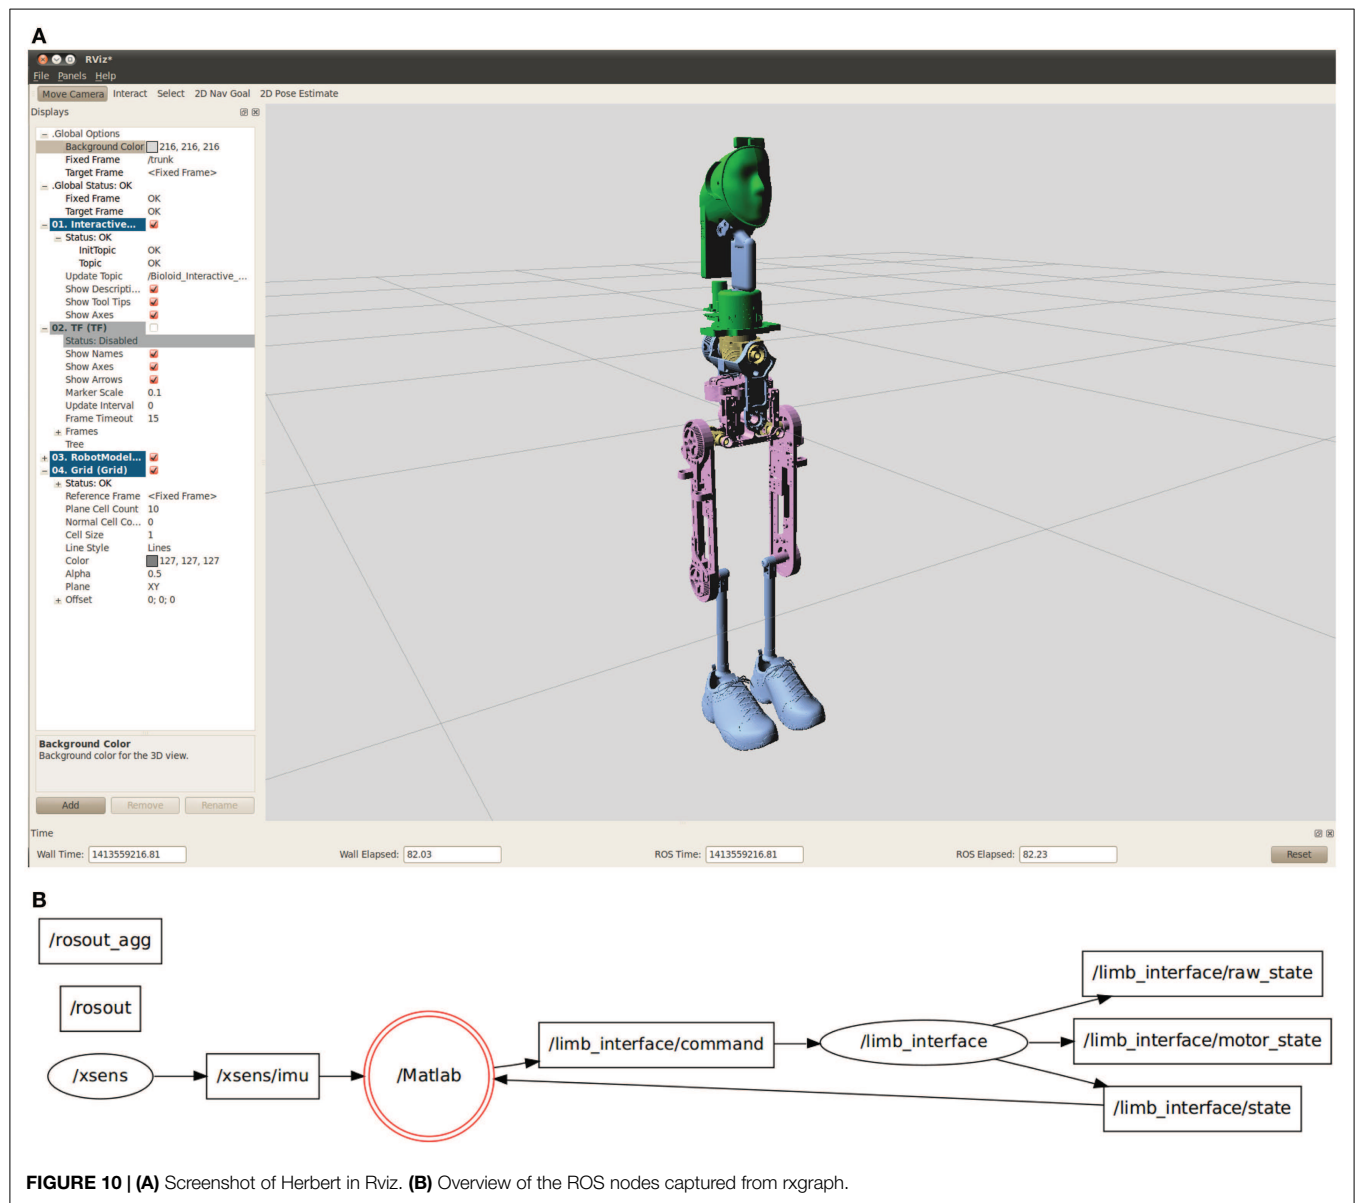 A
RViz*
File Panels Help
Move Camera Interact Select 2D Nav Goal 2D Pose Estimate
Displays
.Global Options
Background Color 216, 216, 216
Fixed Frame /trunk
Target Frame <Fixed Frame>
.Global Status: OK
Fixed Frame OK
Target Frame OK
01. Interactive...
Status: OK
InitTopic OK
Topic OK
Update Topic /Bioloid_Interactive_...
Show Descripti...
Show Tool Tips
Show Axes
02. TF (TF)
Status: Disabled
Show Names
Show Axes
Show Arrows
Marker Scale 0.1
Update Interval 0
Frame Timeout 15
Frames
Tree
03. RobotModel...
04. Grid (Grid)
Status: OK
Reference Frame <Fixed Frame>
Plane Cell Count 10
Normal Cell Co... 0
Cell Size 1
Line Style Lines
Color 127, 127, 127
Alpha 0.5
Plane XY
Offset 0; 0; 0
Background Color
Background color for the 3D view.
Add Remove Rename
Time
Wall Time: 1413559216.81 Wall Elapsed: 82.03 ROS Time: 1413559216.81 ROS Elapsed: 82.23 Reset
B
/rosout_agg
/rosout
/xsens
/xsens/imu
/Matlab
/limb_interface/command
/limb_interface
/limb_interface/raw_state
/limb_interface/motor_state
/limb_interface/state
FIGURE 10 | (A) Screenshot of Herbert in Rviz. (B) Overview of the ROS nodes captured from rxgraph.